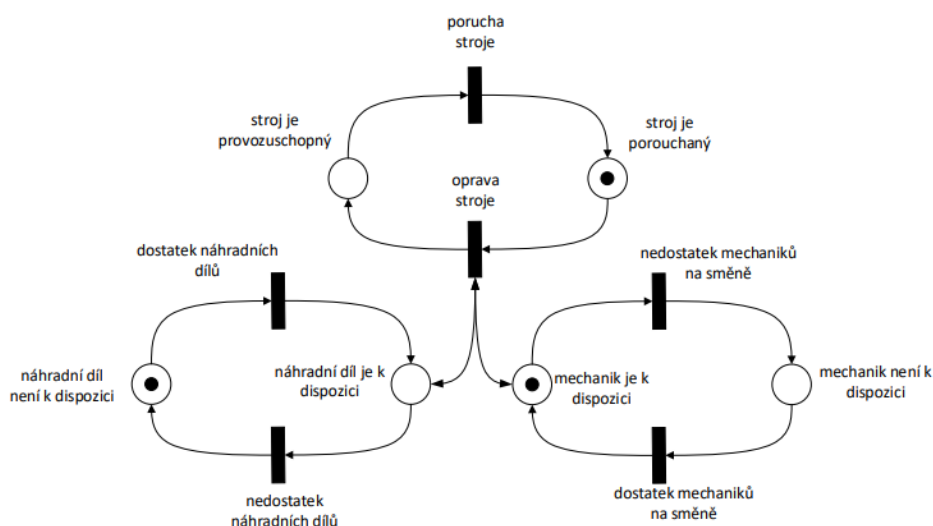 porucha
stroje
stroj je
provozuschopný
stroj je
porouchaný
oprava
stroje
dostatek náhradních
dílů
nedostatek mechaniků
na směně
náhradní díl
není k dispozici
náhradní díl je k
dispozici
mechanik je k
dispozici
mechanik není k
dispozici
nedostatek
náhradních dílů
dostatek mechaniků
na směně